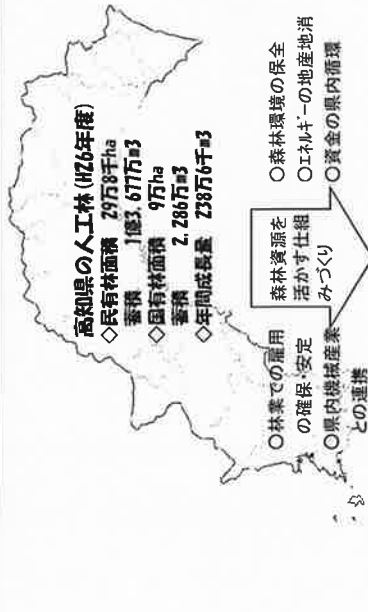 高知県の人工林(H26年度)
◇民有林面積 29万8千ha
蓄積 1億3,677万m3
◇国有林面積 9万ha
蓄積 2,286万m3
◇年間成長量 238万6千m3
○林業での雇用
の確保・安定
○県内機械産業
との連携
森林資源を
活かす仕組
みづくり
○森林環境の保全
○エネルギーの地産地消
○資金の県内循環